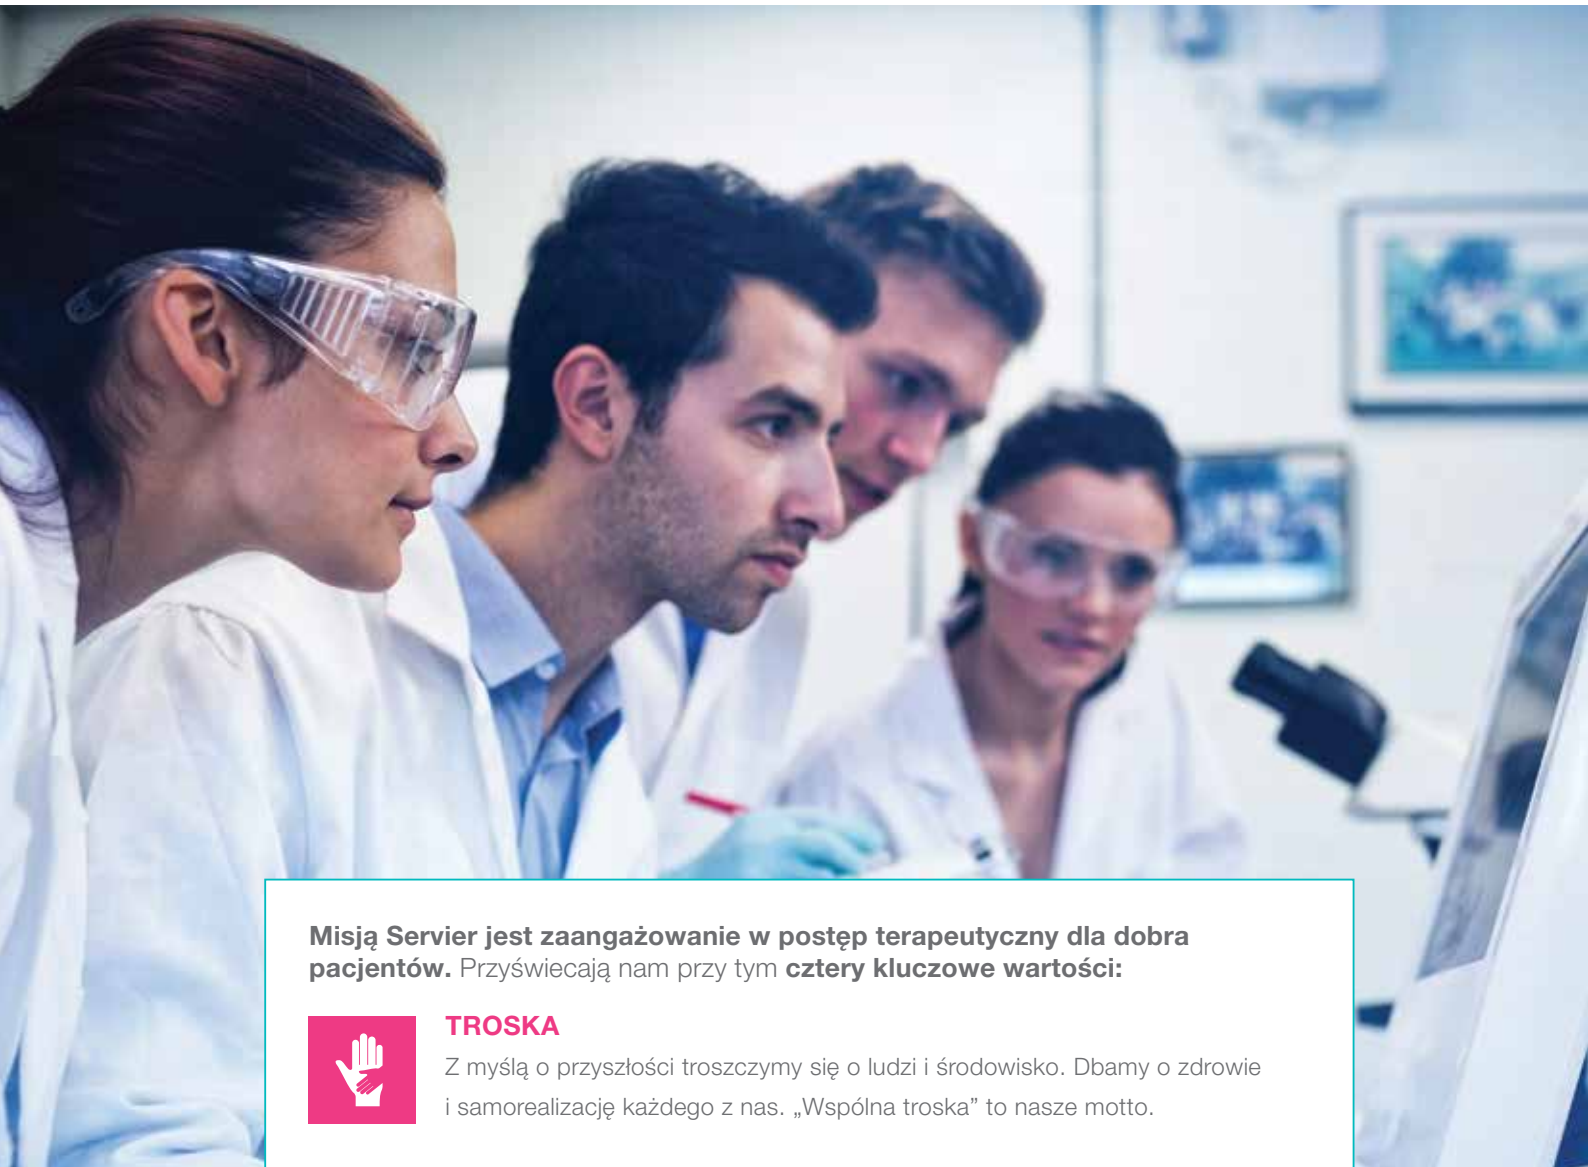 Misją Servier jest zaangażowanie w postęp terapeutyczny dla dobra
pacjentów. Przyświecają nam przy tym cztery kluczowe wartości:
TROSKA
Z myślą o przyszłości troszczymy się o ludzi i środowisko. Dbamy o zdrowie
i samorealizację każdego z nas. „Wspólna troska” to nasze motto.